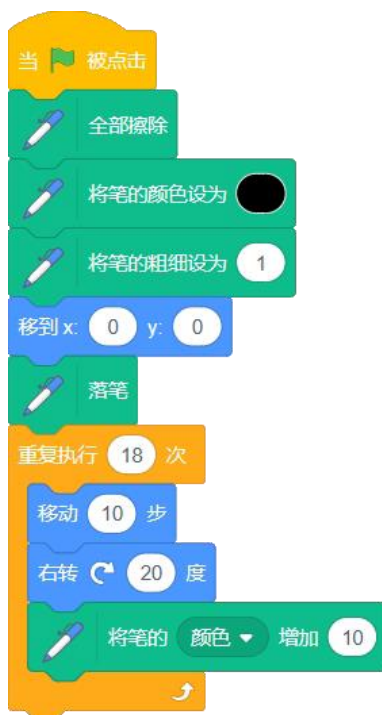 当 被点击
全部擦除
将笔的颜色设为
将笔的粗细设为 1
移到 x: 0 y: 0
落笔
重复执行 18 次
移动 10 步
右转 20 度
将笔的 颜色 增加 10